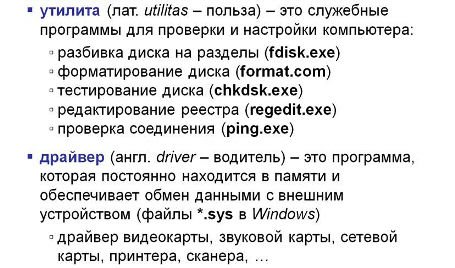 ▪ утилита (лат. utilitas – польза) – это служебные
программы для проверки и настройки компьютера:
▫ разбивка диска на разделы (fdisk.exe)
▫ форматирование диска (format.com)
▫ тестирование диска (chkdsk.exe)
▫ редактирование реестра (regedit.exe)
▫ проверка соединения (ping.exe)
▪ драйвер (англ. driver – водитель) – это программа,
которая постоянно находится в памяти и
обеспечивает обмен данными с внешним
устройством (файлы *.sys в Windows)
▫ драйвер видеокарты, звуковой карты, сетевой
карты, принтера, сканера, …